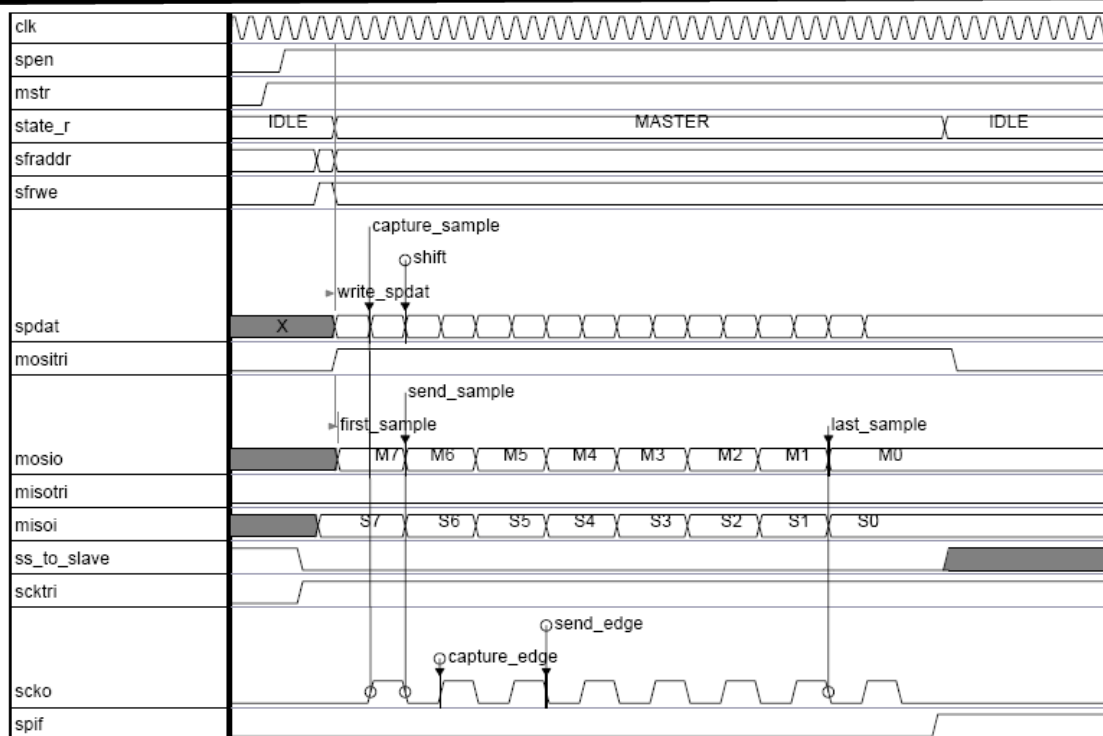 clk
spen
mstr
state_r IDLE MASTER IDLE
sfraddr
sfrwe
capture_sample
shift
write_spdat
spdat X
mositri
send_sample
first_sample last_sample
mosio M7 M6 M5 M4 M3 M2 M1 M0
misotri
misoi S7 S6 S5 S4 S3 S2 S1 S0
ss_to_slave
scktri
send_edge
capture_edge
scko
spif